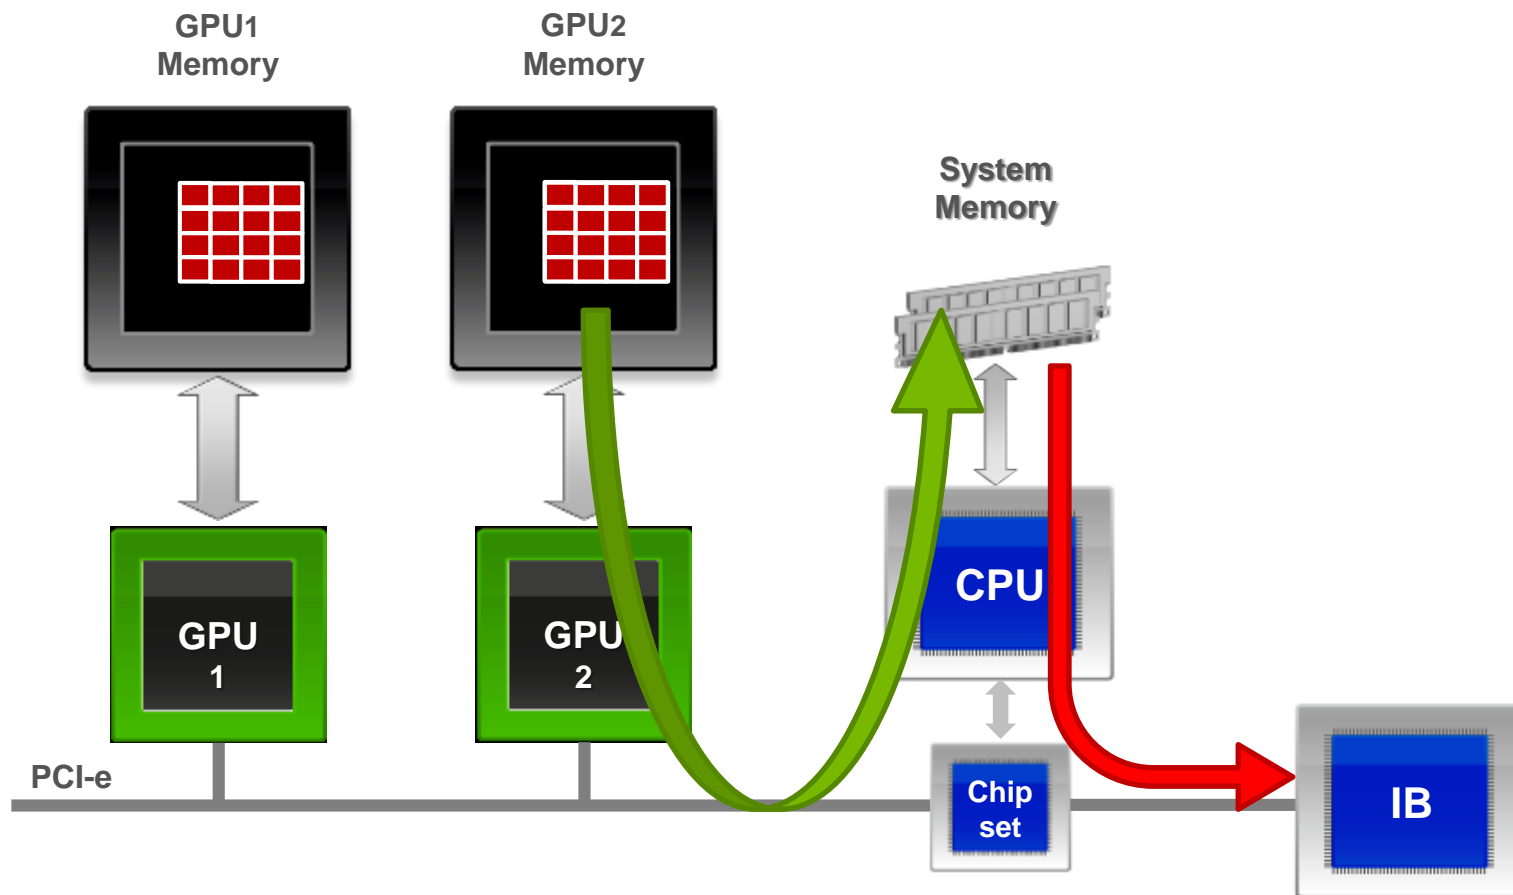 GPU1
Memory
GPU2
Memory
System
Memory
GPU
1
GPU
2
CPU
PCI-e
Chip
set
IB